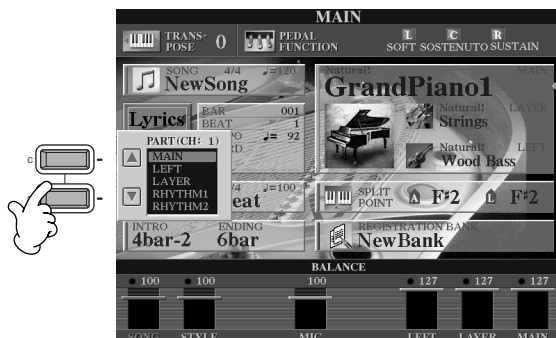 MAIN
TRANS-
POSE 0
PEDAL
FUNCTION
L C R
SOFT SOSTENUTO SUSTAIN
SONG 4/4 ♩=120
NewSong
Natural! MAIN
GrandPiano1
Lyrics
BAR 001
BEAT 1
♩= 92
Natural! LAYER
Strings
Natural! LEFT
Wood Bass
C
PART(CH: 1)
MAIN
LEFT
LAYER
RHYTHM1
RHYTHM2
/4 ♩=100
eat
SPLIT
POINT
A F♯2 L F♯2
INTRO ENDING
4bar-2 6bar
REGISTRATION BANK
NewBank
BALANCE
100 100 100 127 127 127
SONG STYLE MIC LEFT LAYER MAIN